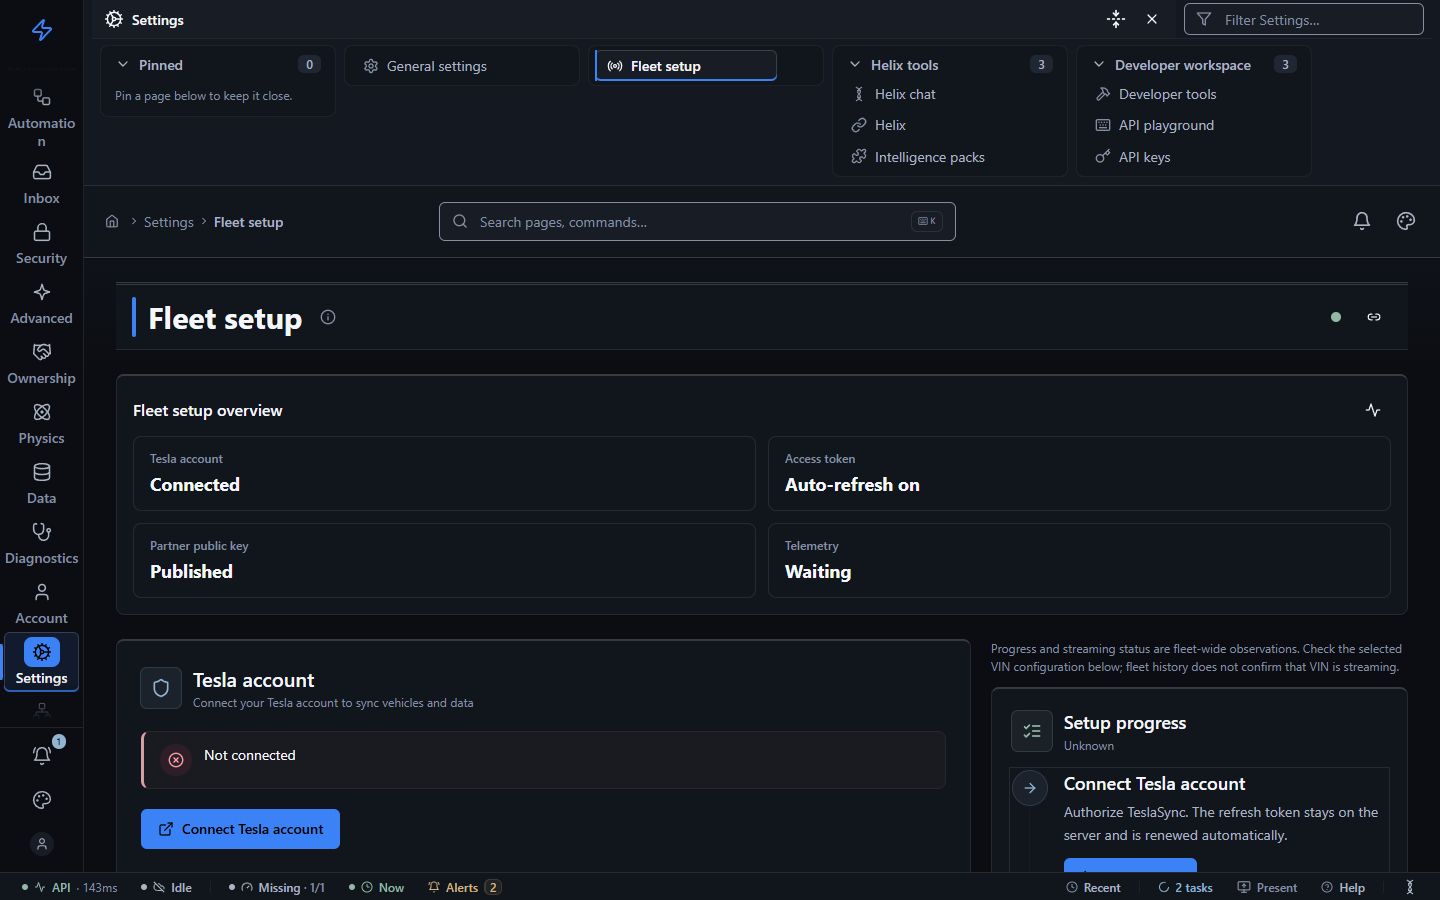 Settings
Filter Settings...
Pinned
0
Pin a page below to keep it close.
General settings
Fleet setup
Helix tools
3
Helix chat
Helix
Intelligence packs
Developer workspace
3
Developer tools
API playground
API keys
Automatio
n
Inbox
Security
Advanced
Ownership
Physics
Data
Diagnostics
Account
Settings
1
Settings
Fleet setup
Search pages, commands...
K
Fleet setup
Fleet setup overview
Tesla account
Connected
Access token
Auto-refresh on
Partner public key
Published
Telemetry
Waiting
Tesla account
Connect your Tesla account to sync vehicles and data
Not connected
Connect Tesla account
Progress and streaming status are fleet-wide observations. Check the selected
VIN configuration below; fleet history does not confirm that VIN is streaming.
Setup progress
Unknown
Connect Tesla account
Authorize TeslaSync. The refresh token stays on the
server and is renewed automatically.
API · 143ms
Idle
Missing · 1/1
Now
Alerts 2
Recent
2 tasks
Present
Help